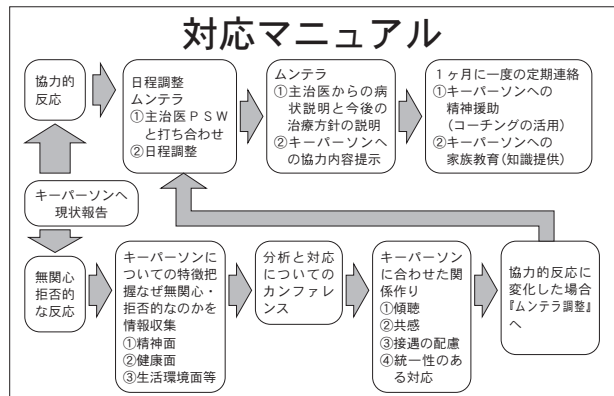 対応マニュアル
協力的
反応
日程調整
ムンテラ
①主治医ＰＳＷ
と打ち合わせ
②日程調整
ムンテラ
①主治医からの病
状説明と今後の
治療方針の説明
②キーパーソンへ
の協力内容提示
１ヶ月に一度の定期連絡
①キーパーソンへの
精神援助
(コーチングの活用)
②キーパーソンへの
家族教育(知識提供)
キーパーソンへ
現状報告
無関心
拒否的
な反応
キーパーソンに
ついての特徴把
握なぜ無関心・
拒否的なのかを
情報収集
①精神面
②健康面
③生活環境面等
分析と対応
についての
カンファ
レンス
キーパーソン
に合わせた関
係作り
①傾聴
②共感
③接遇の配慮
④統一性のあ
る対応
協力的反応に
変化した場合
『ムンテラ調整』
へ